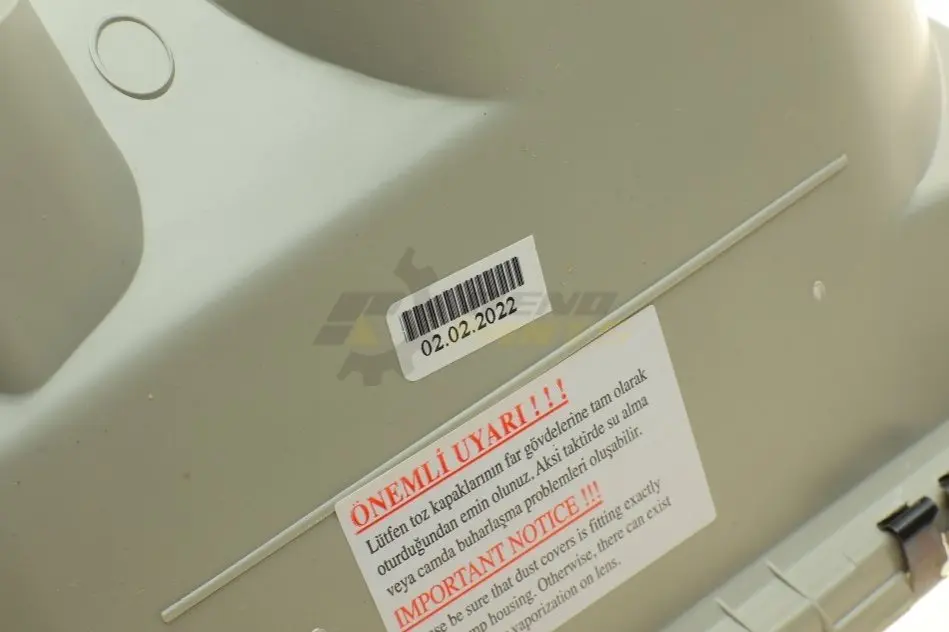 02.02.2022
ÖNEMLİ UYARI ! ! !
Lütfen toz kapaklarının far gövdelerine tam olarak
oturduğundan emin olunuz. Aksi taktirde su alma
veya camda buharlaşma problemleri oluşabilir.
IMPORTANT NOTICE !!!
be sure that dust covers is fitting exactly
housing. Otherwise, there can exist
vaporization on lens.